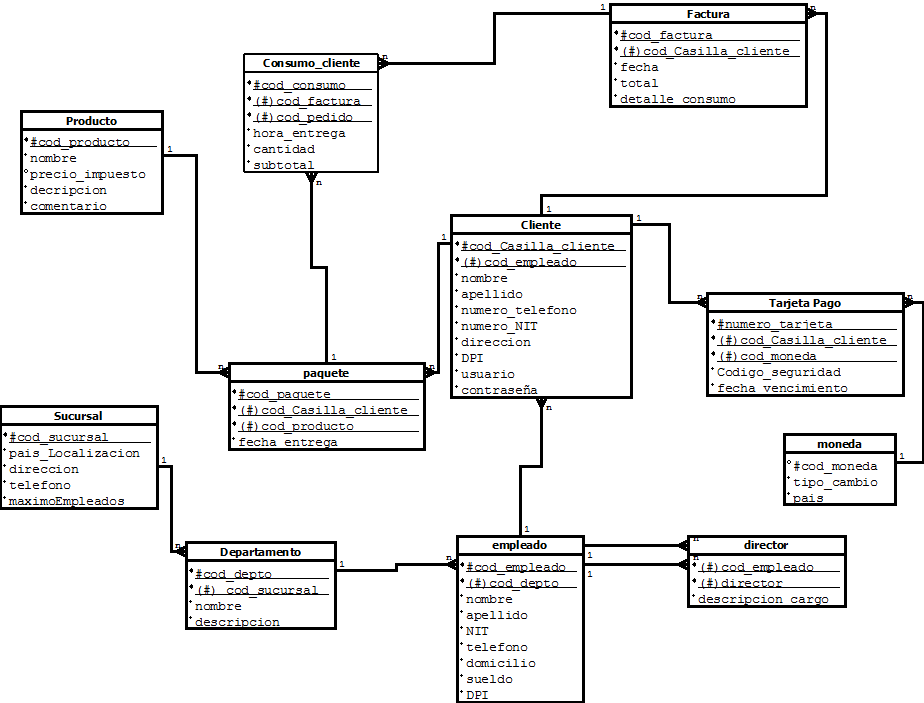 Factura
#cod_factura
(#)cod_Casilla_cliente
fecha
total
detalle_consumo
1
n
Consumo_cliente
#cod_consumo
(#)cod_factura
(#)cod_pedido
hora_entrega
cantidad
subtotal
n
n
Producto
#cod_producto
nombre
precio_impuesto
decripcion
comentario
1
Cliente
#cod_Casilla_cliente
(#)cod_empleado
nombre
apellido
numero_telefono
numero_NIT
direccion
DPI
usuario
contraseña
1
1
1
n
Tarjeta Pago
#numero_tarjeta
(#)cod_Casilla_cliente
(#)cod_moneda
Codigo_seguridad
fecha_vencimiento
n
n
paquete
#cod_paquete
(#)cod_Casilla_cliente
(#)cod_producto
fecha_entrega
1
n
n
Sucursal
#cod_sucursal
pais_Localizacion
direccion
telefono
maximoEmpleados
1
moneda
#cod_moneda
tipo_cambio
pais
1
Departamento
#cod_depto
(#)_cod_sucursal
nombre
descripcion
n
1
empleado
#cod_empleado
(#)cod_depto
nombre
apellido
NIT
telefono
domicilio
sueldo
DPI
n
1
1
1
director
(#)cod_empleado
(#)director
descripcion_cargo
n
n